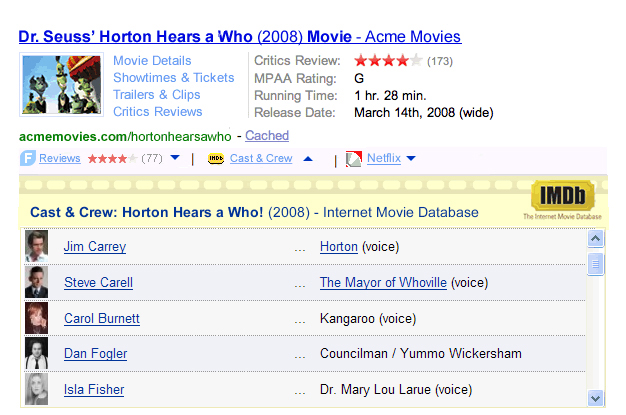 Dr. Seuss' Horton Hears a Who (2008) Movie - Acme Movies
Movie Details
Showtimes & Tickets
Trailers & Clips
Critics Reviews
Critics Review: (173)
MPAA Rating: G
Running Time: 1 hr. 28 min.
Release Date: March 14th, 2008 (wide)
acmemovies.com/hortonhearsawho - Cached
F Reviews (77) | IMDb Cast & Crew | Netflix
IMDb
The Internet Movie Database
Cast & Crew: Horton Hears a Who! (2008) - Internet Movie Database
Jim Carrey ... Horton (voice)
Steve Carell ... The Mayor of Whoville (voice)
Carol Burnett ... Kangaroo (voice)
Dan Fogler ... Councilman / Yummo Wickersham
Isla Fisher ... Dr. Mary Lou Larue (voice)